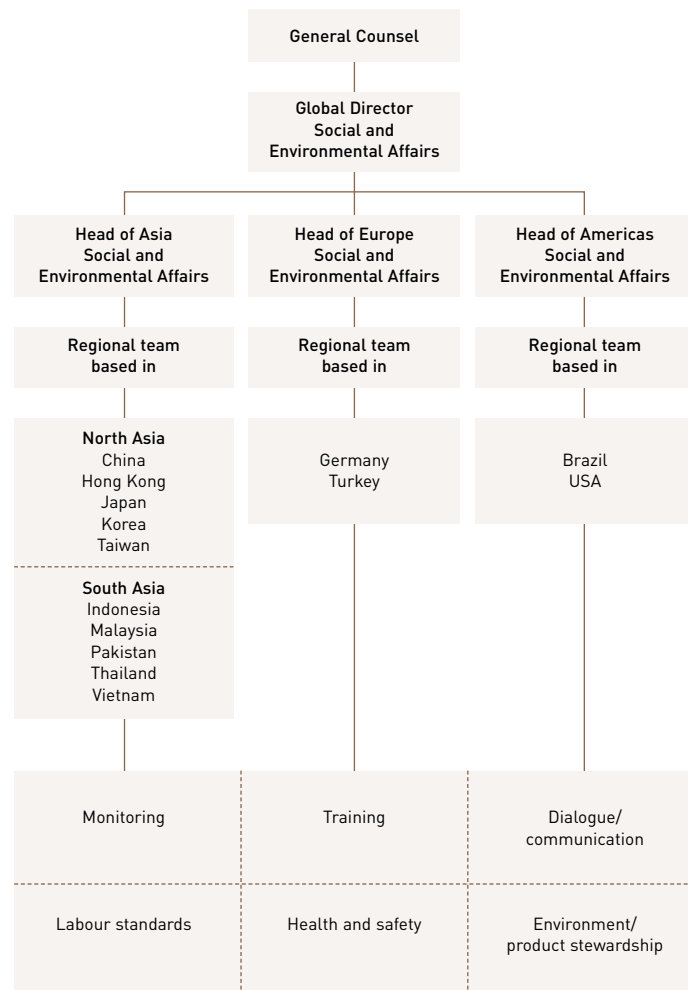 General Counsel
Global Director
Social and
Environmental Affairs
Head of Asia
Social and
Environmental Affairs
Head of Europe
Social and
Environmental Affairs
Head of Americas
Social and
Environmental Affairs
Regional team
based in
Regional team
based in
Regional team
based in
North Asia
China
Hong Kong
Japan
Korea
Taiwan
South Asia
Indonesia
Malaysia
Pakistan
Thailand
Vietnam
Germany
Turkey
Brazil
USA
Monitoring
Training
Dialogue/
communication
Labour standards
Health and safety
Environment/
product stewardship